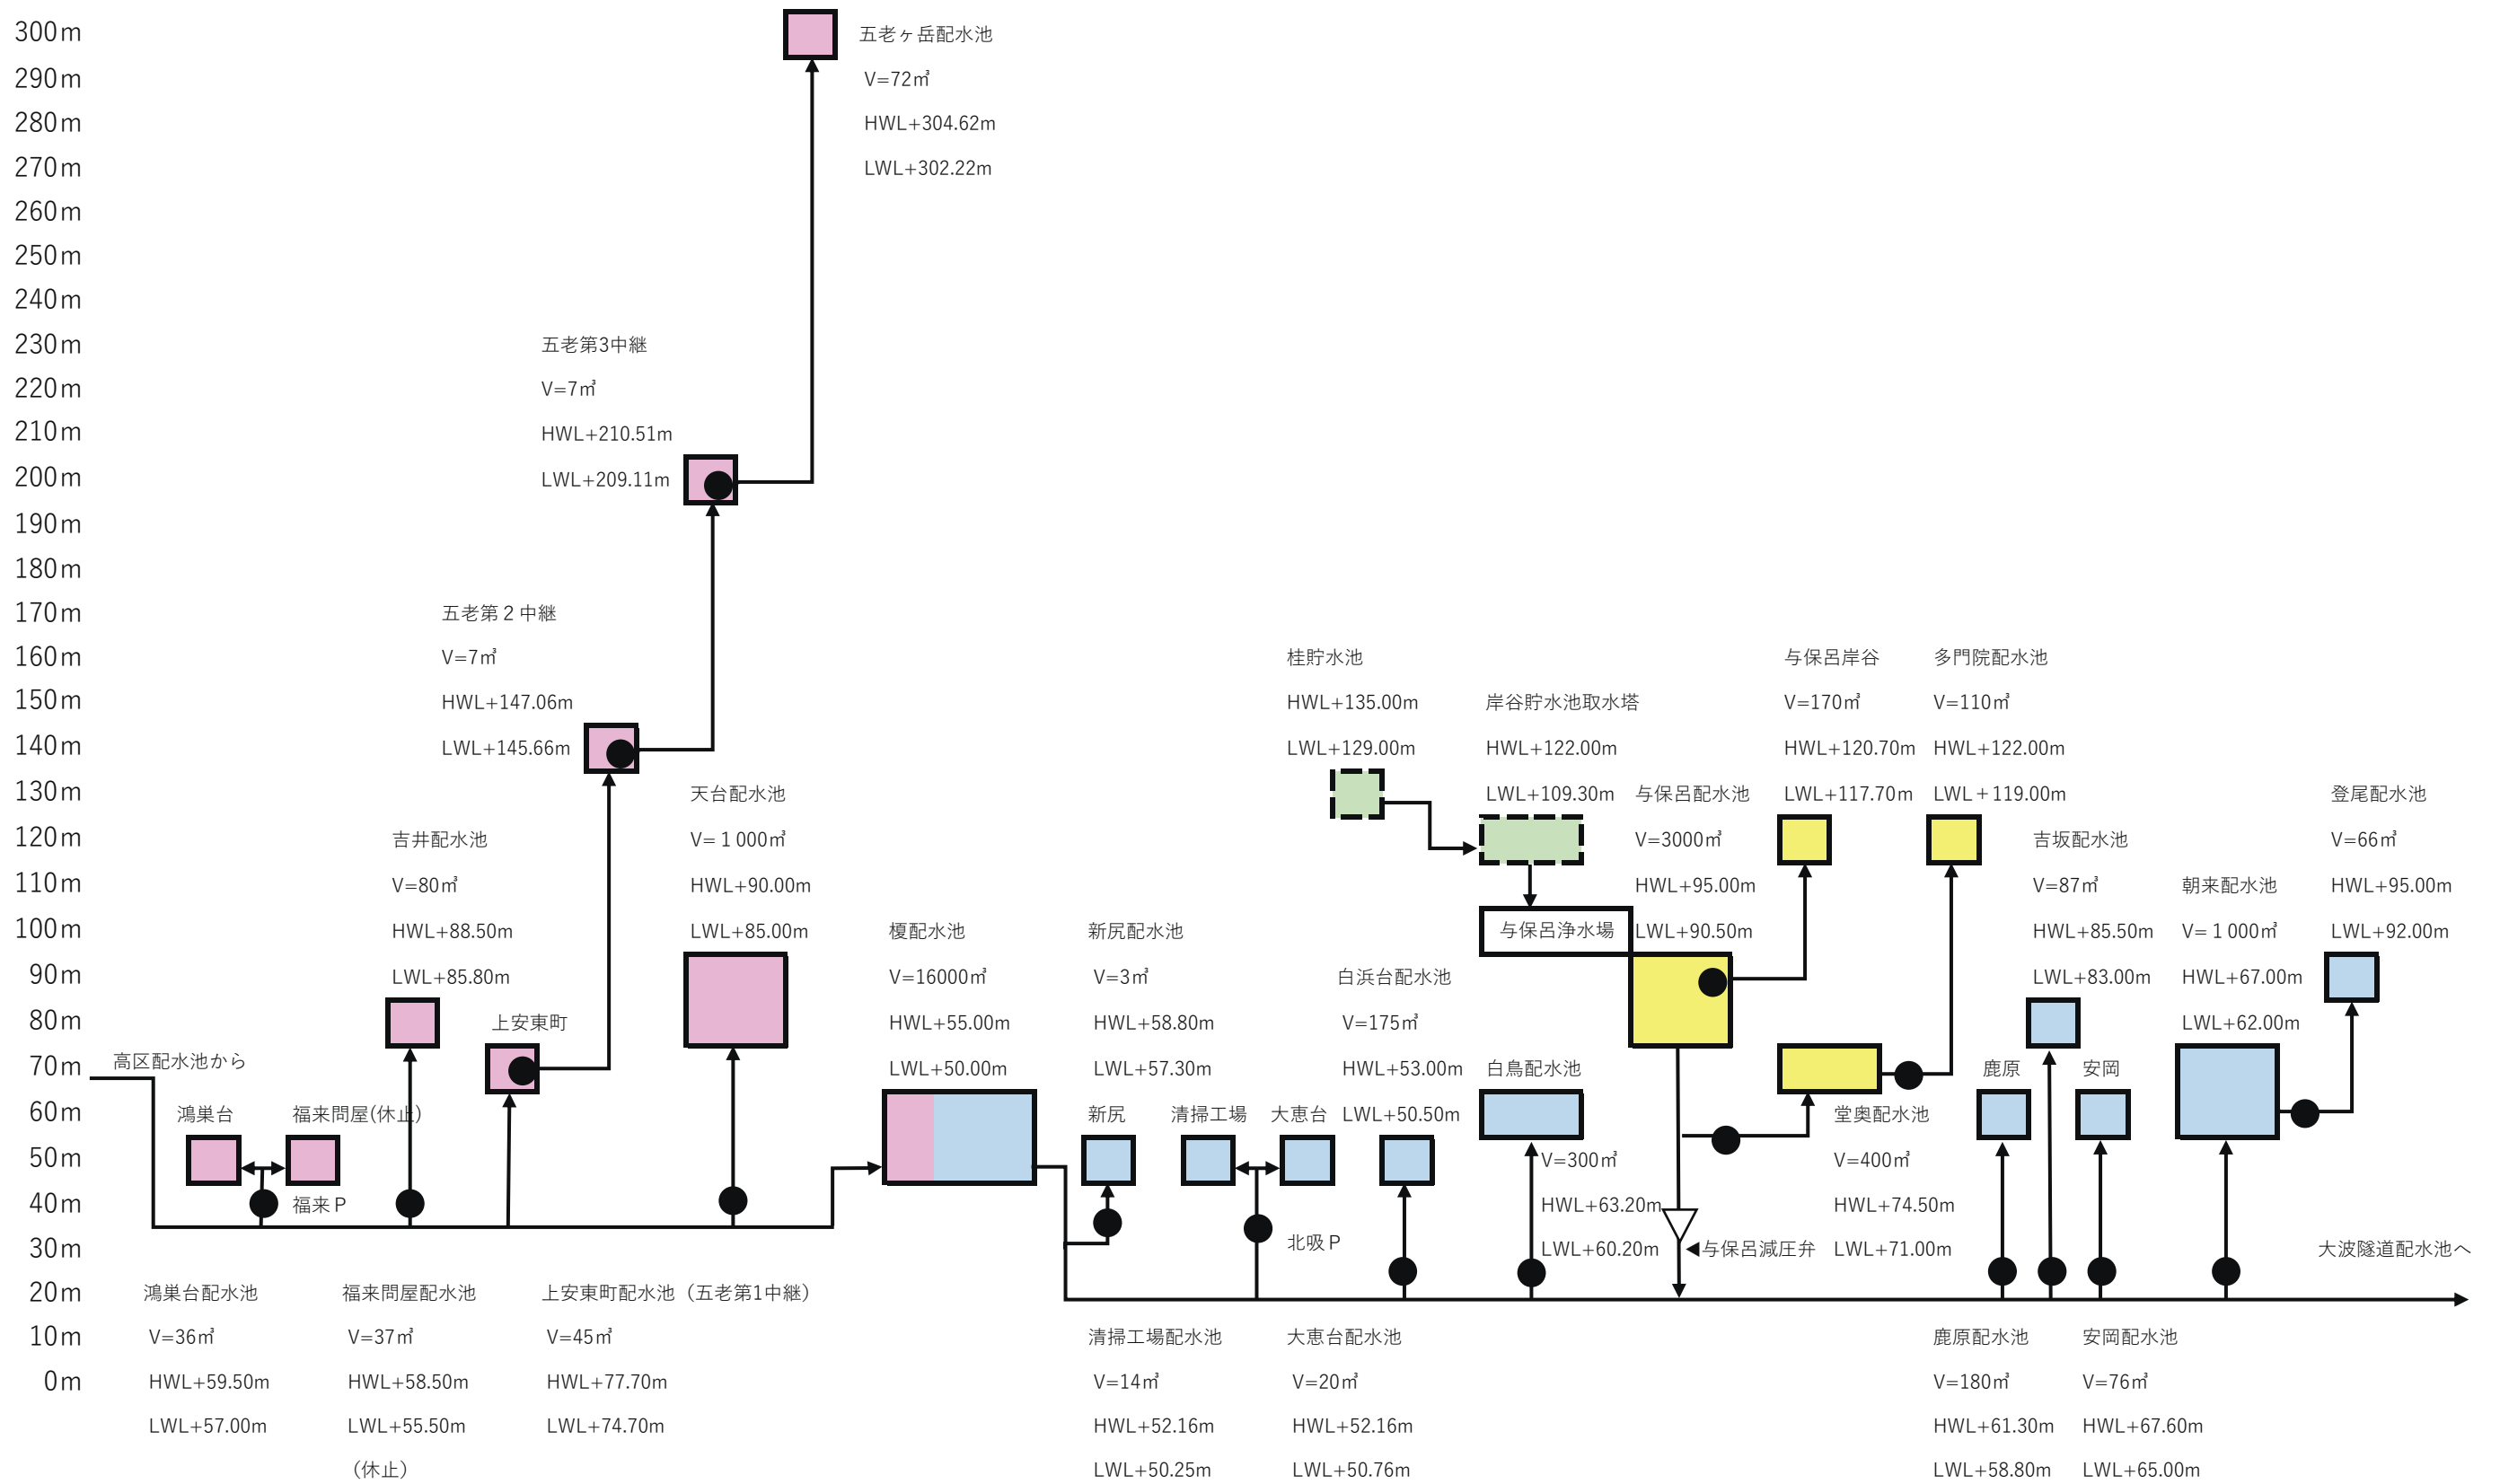 300m
290m
280m
270m
260m
250m
240m
230m
220m
210m
200m
190m
180m
170m
160m
150m
140m
130m
120m
110m
100m
90m
80m
70m
60m
50m
40m
30m
20m
10m
0m
五老ヶ岳配水池
V=72㎥
HWL+304.62m
LWL+302.22m
五老第3中継
V=7㎥
HWL+210.51m
LWL+209.11m
五老第２中継
V=7㎥
HWL+147.06m
LWL+145.66m
天台配水池
V=１000㎥
HWL+90.00m
LWL+85.00m
吉井配水池
V=80㎥
HWL+88.50m
LWL+85.80m
上安東町
高区配水池から
鴻巣台
福来問屋(休止)
福来Ｐ
榎配水池
V=16000㎥
HWL+55.00m
LWL+50.00m
新尻配水池
V=3㎥
HWL+58.80m
LWL+57.30m
新尻
清掃工場
大恵台
北吸Ｐ
白浜台配水池
V=175㎥
HWL+53.00m
LWL+50.50m
桂貯水池
HWL+135.00m
LWL+129.00m
岸谷貯水池取水塔
HWL+122.00m
LWL+109.30m
与保呂浄水場
与保呂配水池
V=3000㎥
HWL+95.00m
LWL+90.50m
白鳥配水池
V=300㎥
HWL+63.20m
LWL+60.20m
与保呂岸谷
V=170㎥
HWL+120.70m
LWL+117.70m
多門院配水池
V=110㎥
HWL+122.00m
LWL＋119.00m
堂奥配水池
V=400㎥
HWL+74.50m
LWL+71.00m
◀与保呂減圧弁
吉坂配水池
V=87㎥
HWL+85.50m
LWL+83.00m
鹿原
安岡
朝来配水池
V=１000㎥
HWL+67.00m
LWL+62.00m
登尾配水池
V=66㎥
HWL+95.00m
LWL+92.00m
大波隧道配水池へ
鴻巣台配水池
V=36㎥
HWL+59.50m
LWL+57.00m
福来問屋配水池
V=37㎥
HWL+58.50m
LWL+55.50m
（休止）
上安東町配水池（五老第1中継）
V=45㎥
HWL+77.70m
LWL+74.70m
清掃工場配水池
V=14㎥
HWL+52.16m
LWL+50.25m
大恵台配水池
V=20㎥
HWL+52.16m
LWL+50.76m
鹿原配水池
V=180㎥
HWL+61.30m
LWL+58.80m
安岡配水池
V=76㎥
HWL+67.60m
LWL+65.00m